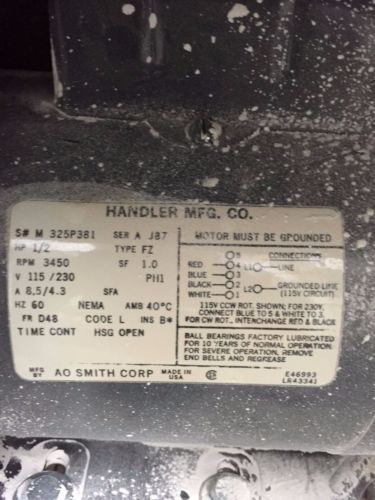 HANDLER MFG. CO.
S# M 325P381 SER A J87
HP 1/2 TYPE FZ
RPM 3450 SF 1.0
V 115/230 PH1
A 8.5/4.3 SFA
HZ 60 NEMA AMB 40°C
FR D48 CODE L INS B*
TIME CONT HSG OPEN
MOTOR MUST BE GROUNDED
CONNECTIONS
5
RED 4 L1 LINE
BLUE 3
BLACK 2 L2 GROUNDED LINE
WHITE 1 (115V CIRCUIT)
115V CCW ROT. SHOWN; FOR 230V
CONNECT BLUE TO 5 & WHITE TO 3.
FOR CW ROT., INTERCHANGE RED & BLACK
BALL BEARINGS FACTORY LUBRICATED
FOR 10 YEARS OF NORMAL OPERATION.
FOR SEVERE OPERATION, REMOVE
END BELLS AND REGREASE
MFG BY AO SMITH CORP MADE IN USA
E46993
LR43341